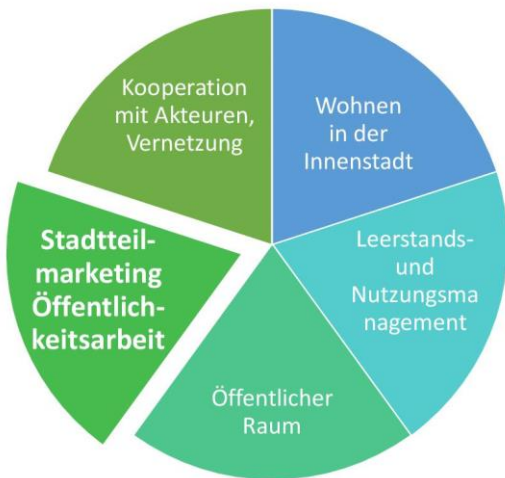 Kooperation
mit Akteuren,
Vernetzung
Wohnen
in der
Innenstadt
Stadtteil-
marketing
Öffentlich-
keitsarbeit
Leerstands-
und
Nutzungsma
nagement
Öffentlicher
Raum